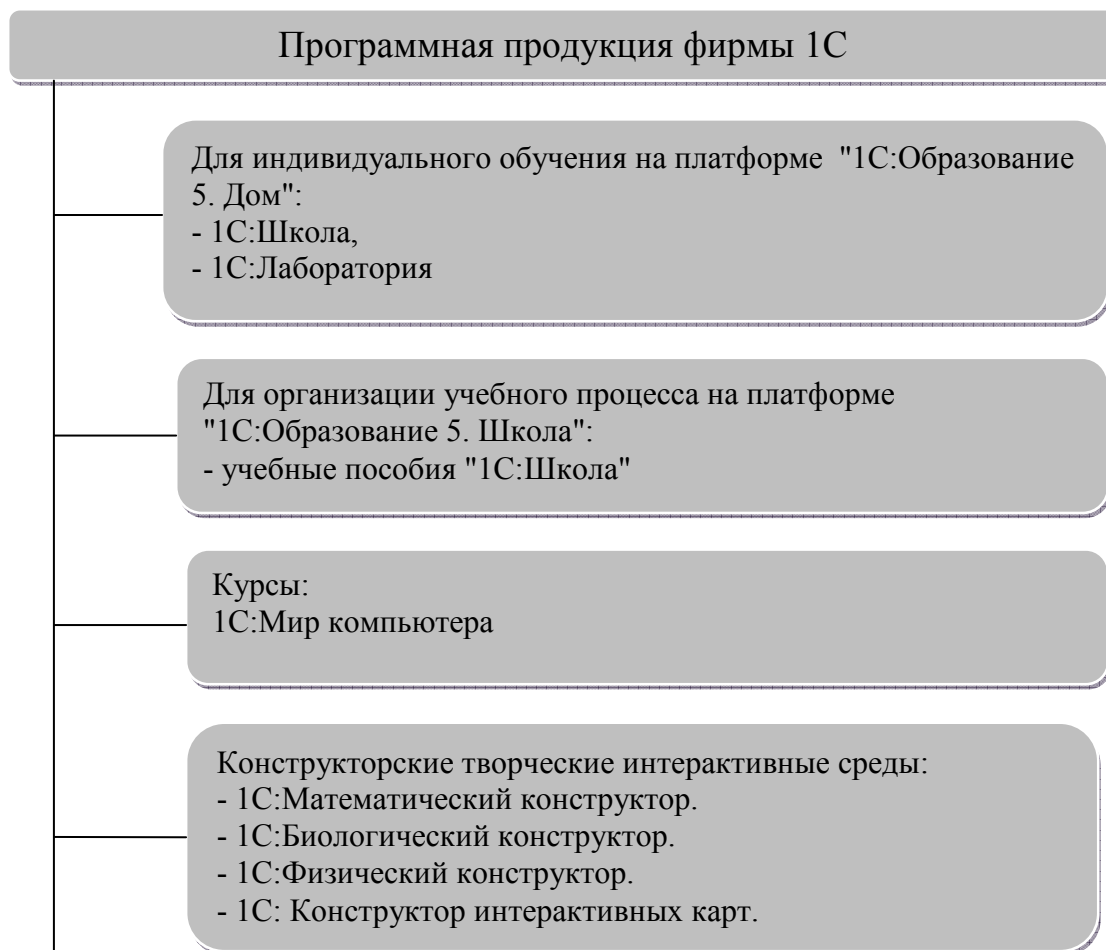 Программная продукция фирмы 1С
Для индивидуального обучения на платформе "1С:Образование
5. Дом":
- 1С:Школа,
- 1С:Лаборатория
Для организации учебного процесса на платформе
"1С:Образование 5. Школа":
- учебные пособия "1С:Школа"
Курсы:
1С:Мир компьютера
Конструкторские творческие интерактивные среды:
- 1С:Математический конструктор.
- 1С:Биологический конструктор.
- 1С:Физический конструктор.
- 1С: Конструктор интерактивных карт.